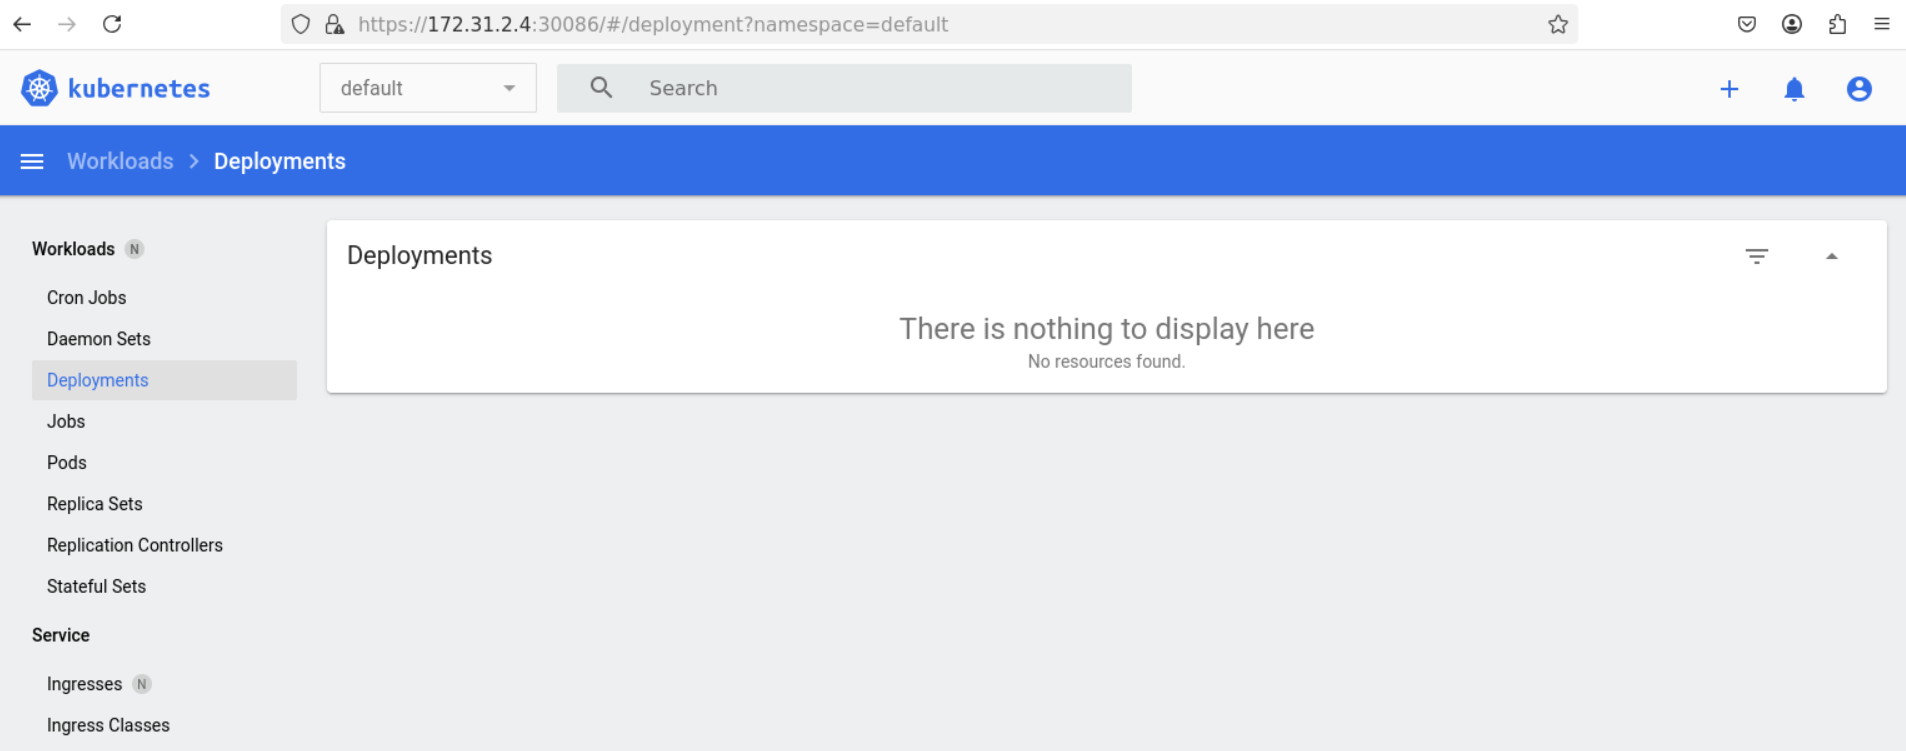 https://172.31.2.4:30086/#/deployment?namespace=default
kubernetes
default
Search
Workloads > Deployments
Workloads N
Cron Jobs
Daemon Sets
Deployments
Jobs
Pods
Replica Sets
Replication Controllers
Stateful Sets
Service
Ingresses N
Ingress Classes
Deployments
There is nothing to display here
No resources found.